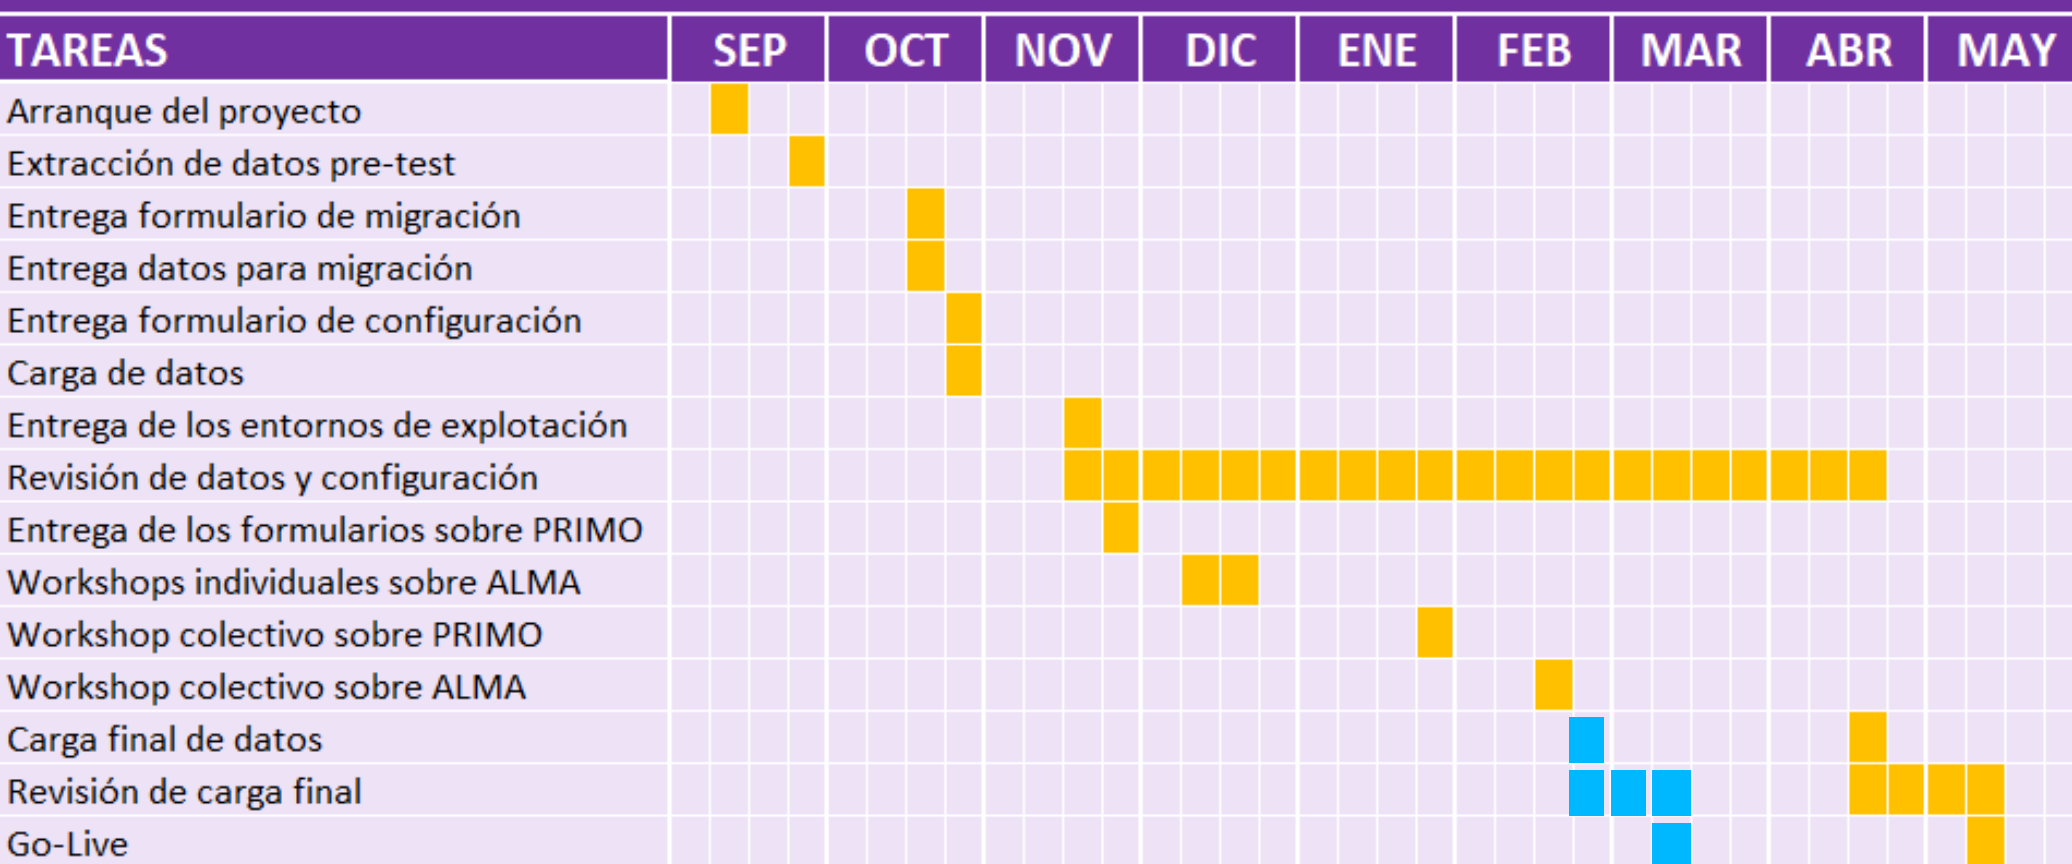 TAREAS SEP OCT NOV DIC ENE FEB MAR ABR MAY
Arranque del proyecto
Extracción de datos pre-test
Entrega formulario de migración
Entrega datos para migración
Entrega formulario de configuración
Carga de datos
Entrega de los entornos de explotación
Revisión de datos y configuración
Entrega de los formularios sobre PRIMO
Workshops individuales sobre ALMA
Workshop colectivo sobre PRIMO
Workshop colectivo sobre ALMA
Carga final de datos
Revisión de carga final
Go-Live